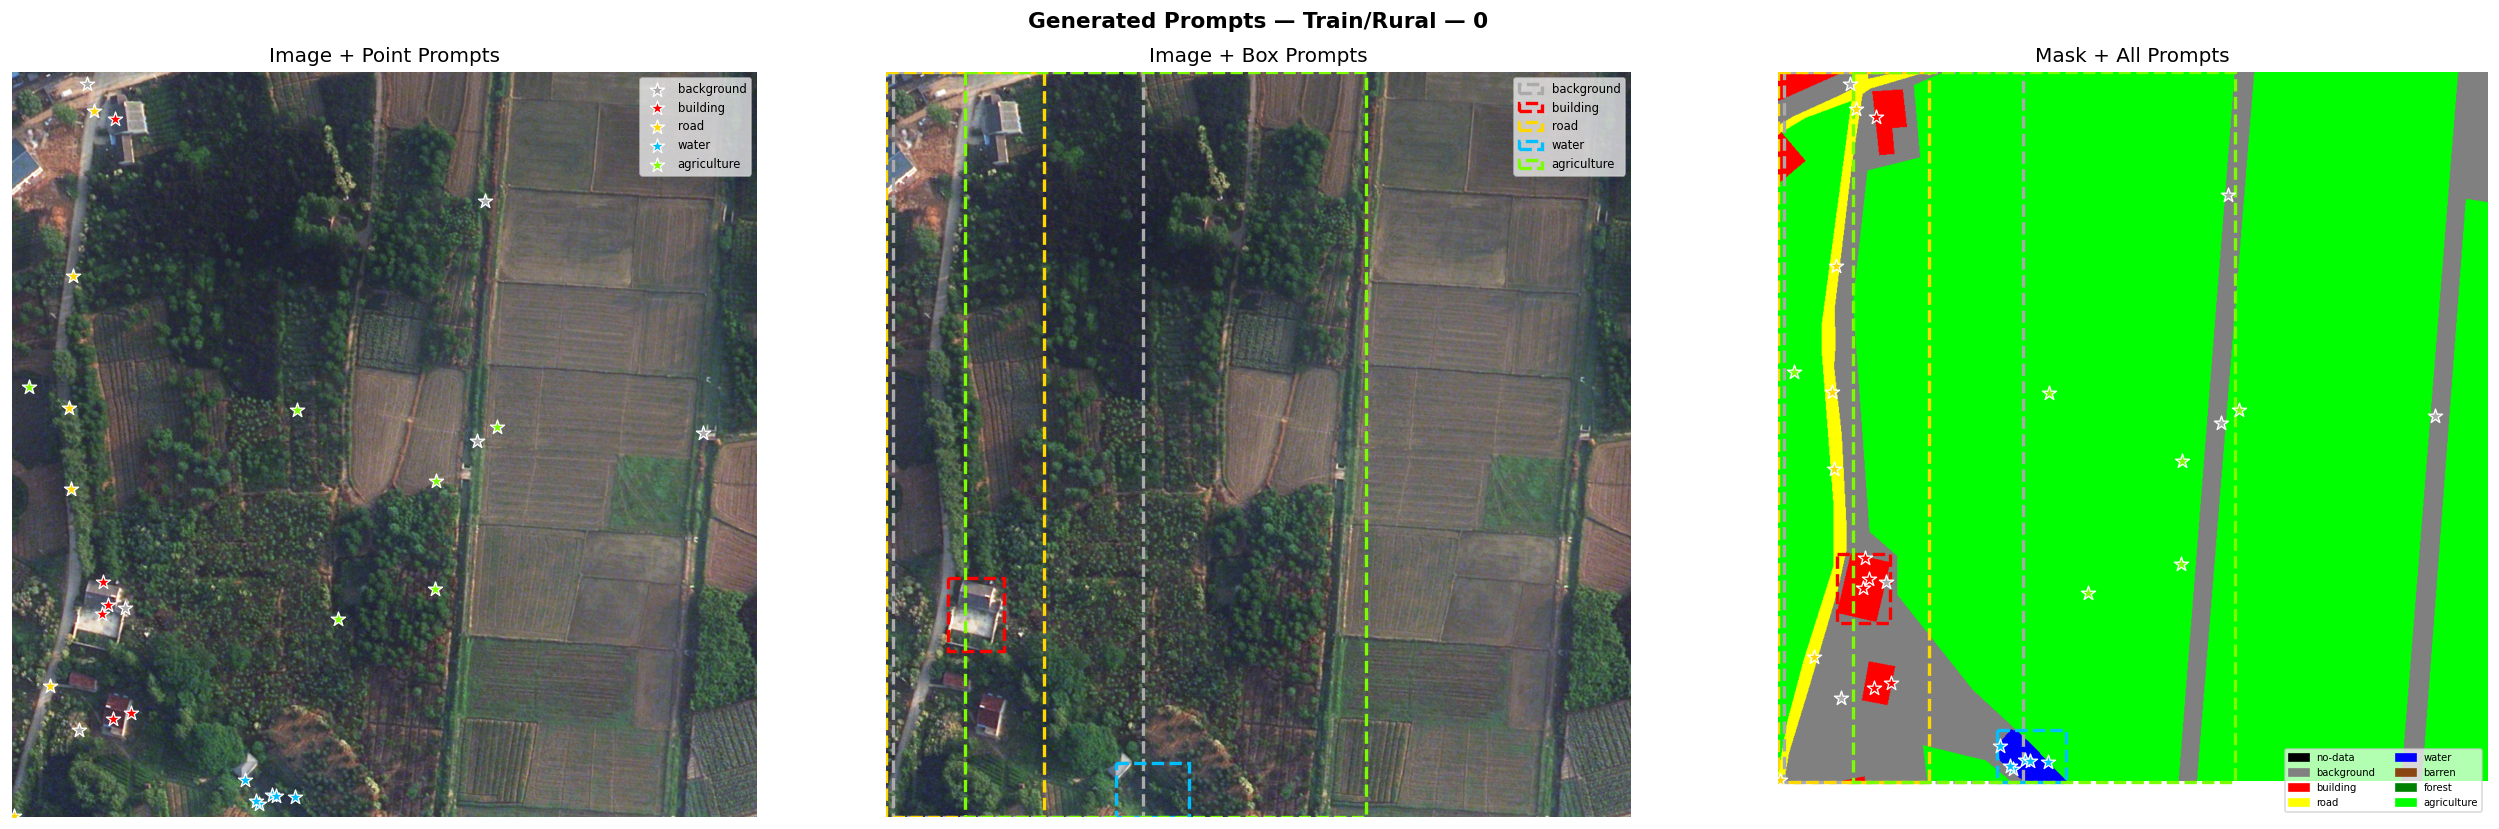 Generated Prompts — Train/Rural — 0
Image + Point Prompts
background
building
road
water
agriculture
Image + Box Prompts
background
building
road
water
agriculture
Mask + All Prompts
no-data
background
building
road
water
barren
forest
agriculture